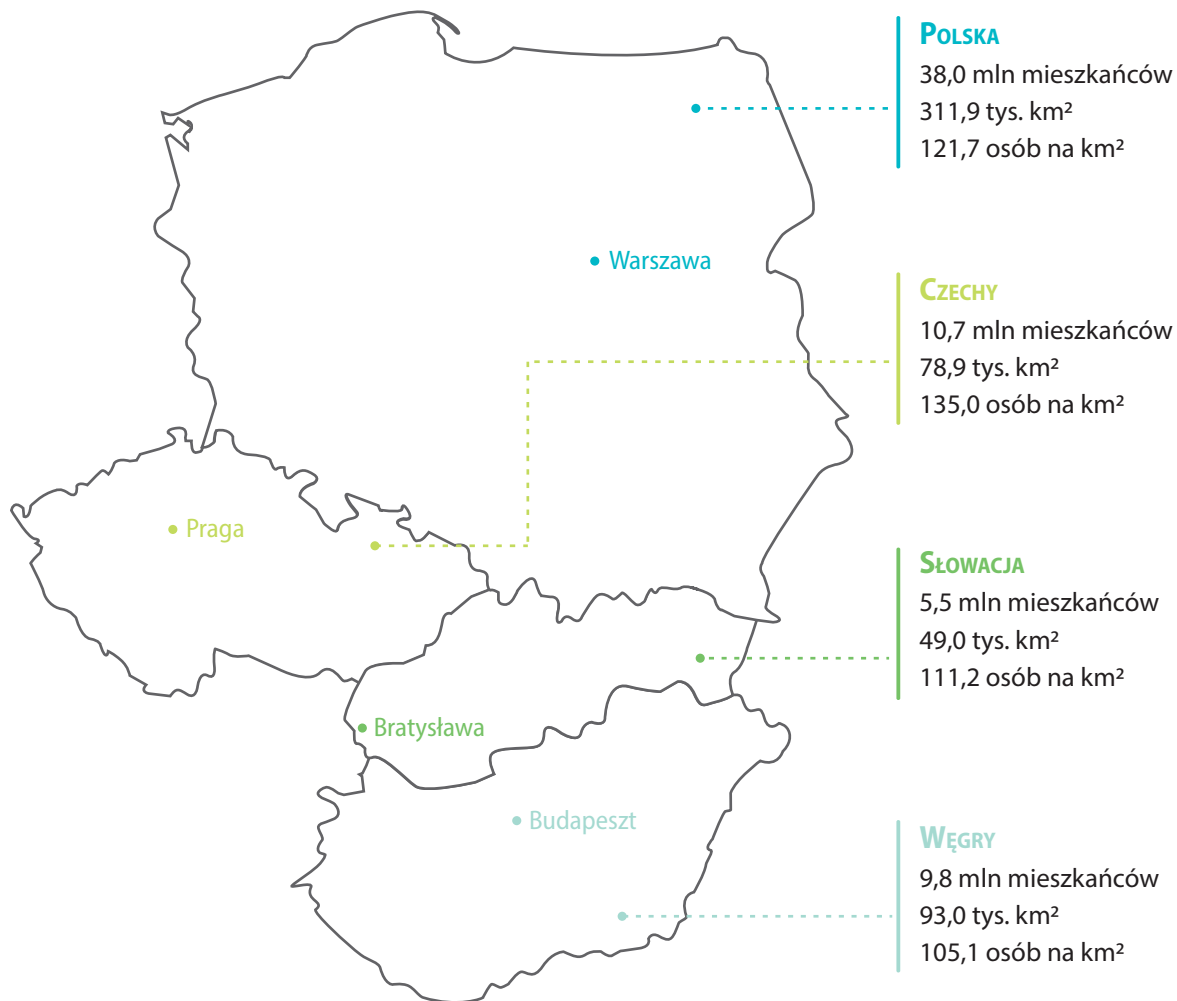 Polska
38,0 mln mieszkańców
311,9 tys. km²
121,7 osób na km²
Warszawa
Czechy
10,7 mln mieszkańców
78,9 tys. km²
135,0 osób na km²
Praga
Słowacja
5,5 mln mieszkańców
49,0 tys. km²
111,2 osób na km²
Bratysława
Budapeszt
Węgry
9,8 mln mieszkańców
93,0 tys. km²
105,1 osób na km²